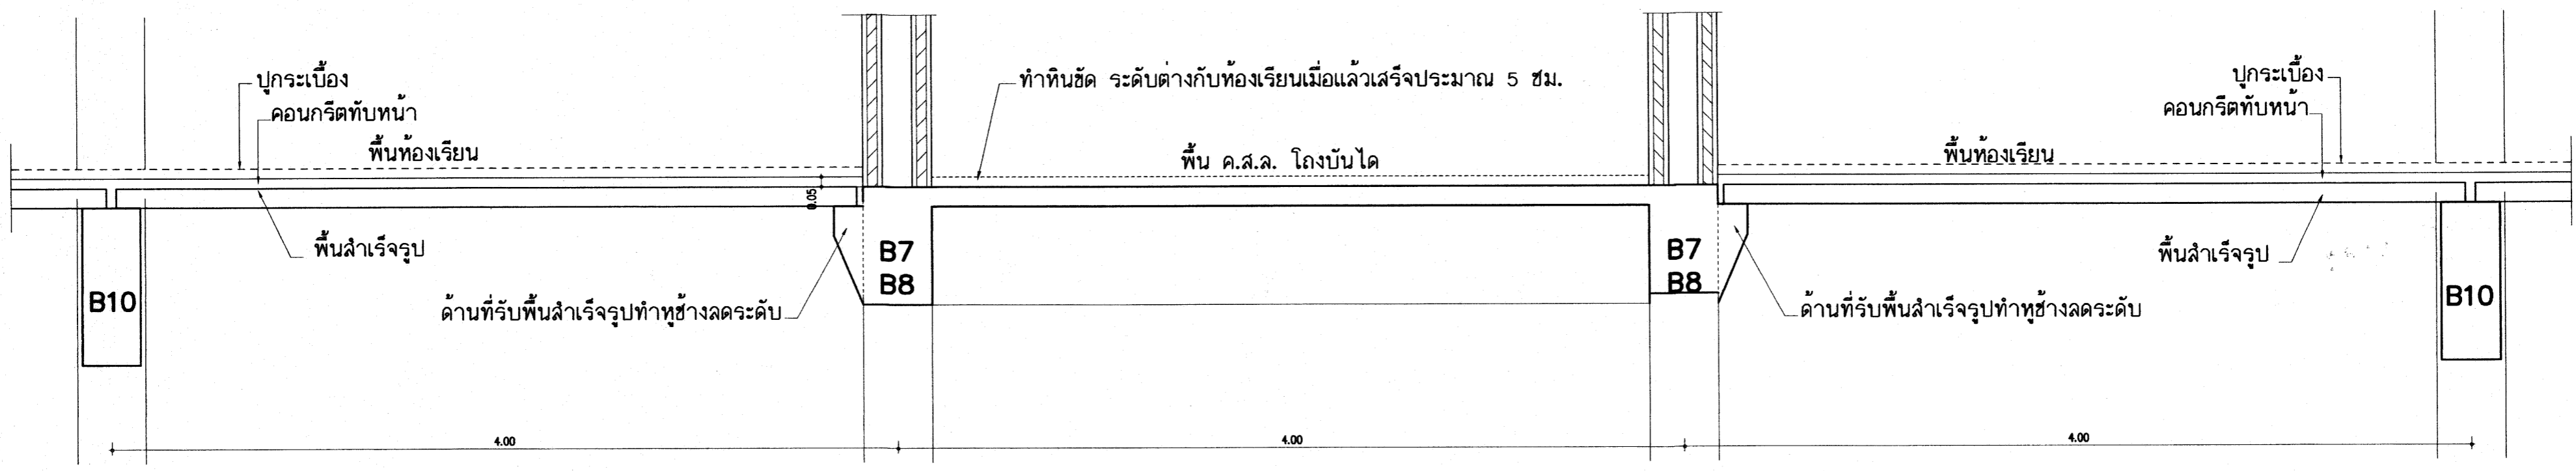 ปูกระเบื้อง
คอนกรีตทับหน้า
พื้นห้องเรียน
ทำหินขัด ระดับต่างกับห้องเรียนเมื่อแล้วเสร็จประมาณ 5 ซม.
พื้น ค.ส.ล. โถงบันได
ปูกระเบื้อง
คอนกรีตทับหน้า
พื้นห้องเรียน
0.05
พื้นสำเร็จรูป
B7
B8
B7
B8
พื้นสำเร็จรูป
B10
ด้านที่รับพื้นสำเร็จรูปทำหูช้างลดระดับ
ด้านที่รับพื้นสำเร็จรูปทำหูช้างลดระดับ
B10
4.00
4.00
4.00